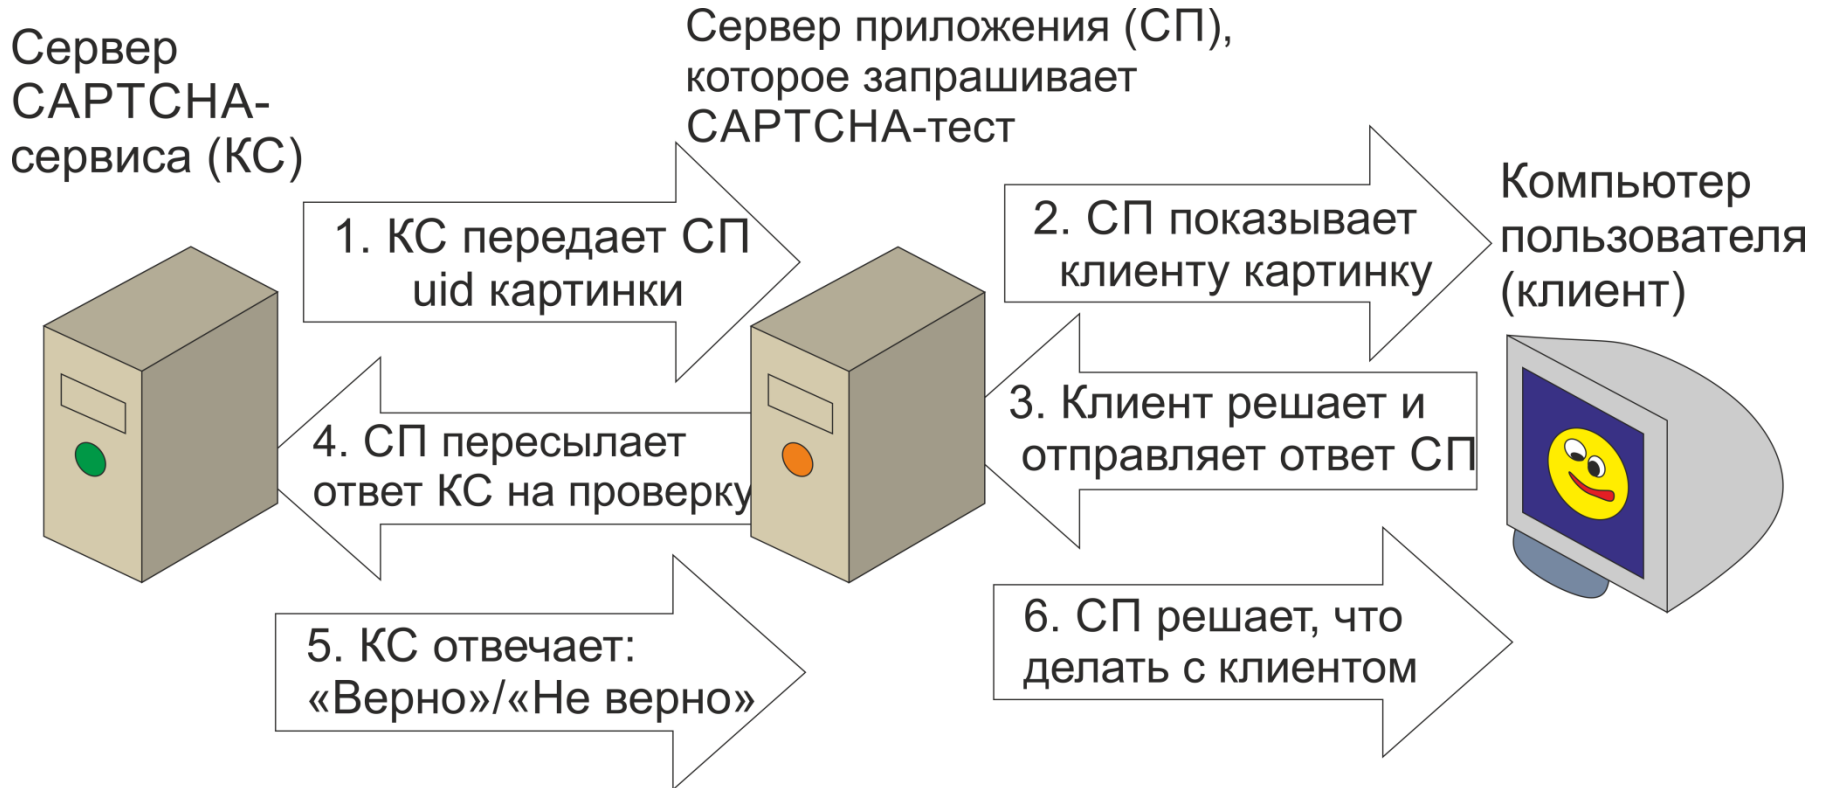 Сервер
CAPTCHA-
сервиса (КС)
Сервер приложения (СП),
которое запрашивает
CAPTCHA-тест
Компьютер
пользователя
(клиент)
1. КС передает СП
uid картинки
2. СП показывает
клиенту картинку
3. Клиент решает и
отправляет ответ СП
4. СП пересылает
ответ КС на проверку
5. КС отвечает:
«Верно»/«Не верно»
6. СП решает, что
делать с клиентом